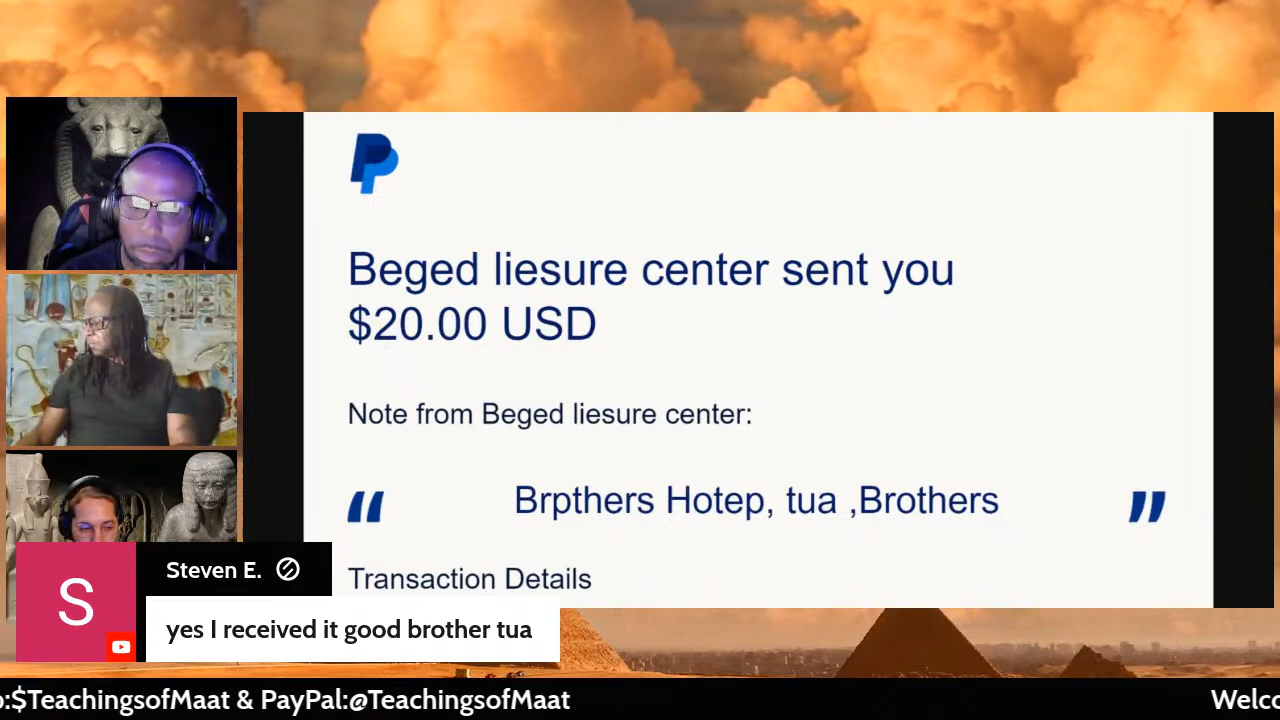 Beged liesure center sent you
$20.00 USD
Note from Beged liesure center:
“ Brpthers Hotep, tua ,Brothers ”
Transaction Details
S
Steven E.
yes I received it good brother tua
:$TeachingsofMaat & PayPal:@TeachingsofMaat
Welco